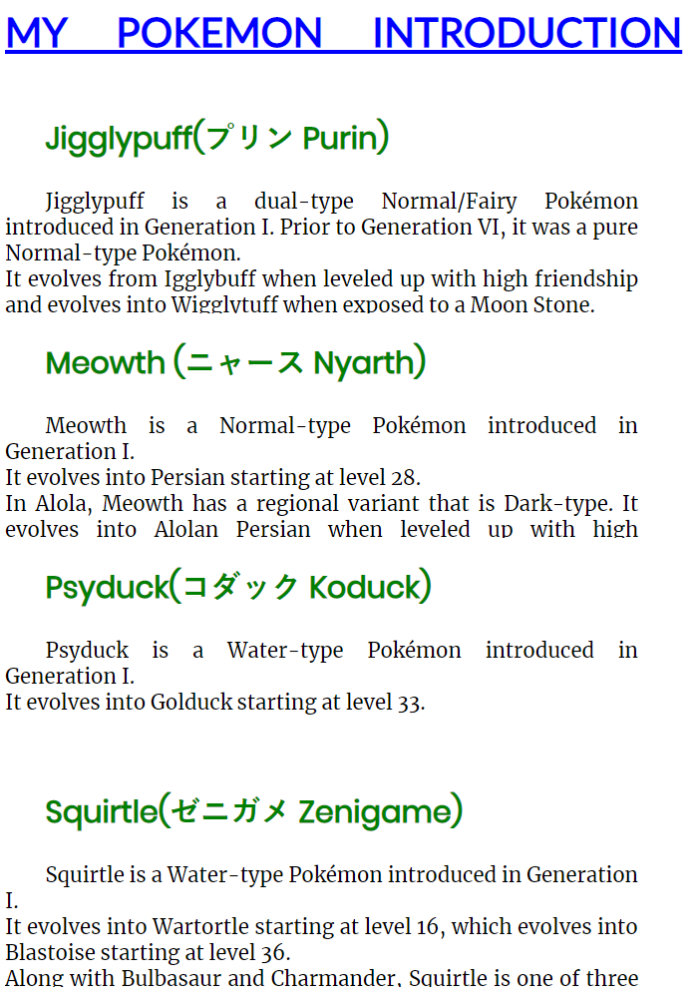 MY POKEMON INTRODUCTION
Jigglypuff(プリン Purin)
Jigglypuff is a dual-type Normal/Fairy Pokémon
introduced in Generation I. Prior to Generation VI, it was a pure
Normal-type Pokémon.
It evolves from Igglybuff when leveled up with high friendship
and evolves into Wigglytuff when exposed to a Moon Stone.
Meowth (ニャース Nyarth)
Meowth is a Normal-type Pokémon introduced in
Generation I.
It evolves into Persian starting at level 28.
In Alola, Meowth has a regional variant that is Dark-type. It
evolves into Alolan Persian when leveled up with high
Psyduck(コダック Koduck)
Psyduck is a Water-type Pokémon introduced in
Generation I.
It evolves into Golduck starting at level 33.
Squirtle(ゼニガメ Zenigame)
Squirtle is a Water-type Pokémon introduced in Generation
I.
It evolves into Wartortle starting at level 16, which evolves into
Blastoise starting at level 36.
Along with Bulbasaur and Charmander, Squirtle is one of three